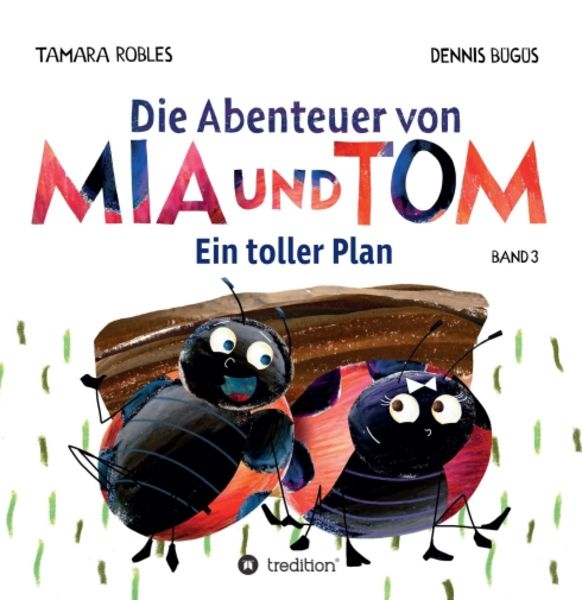 TAMARA ROBLES
DENNIS BÜGÜS
Die Abenteuer von
MIA UND TOM
Ein toller Plan
BAND 3
tredition®